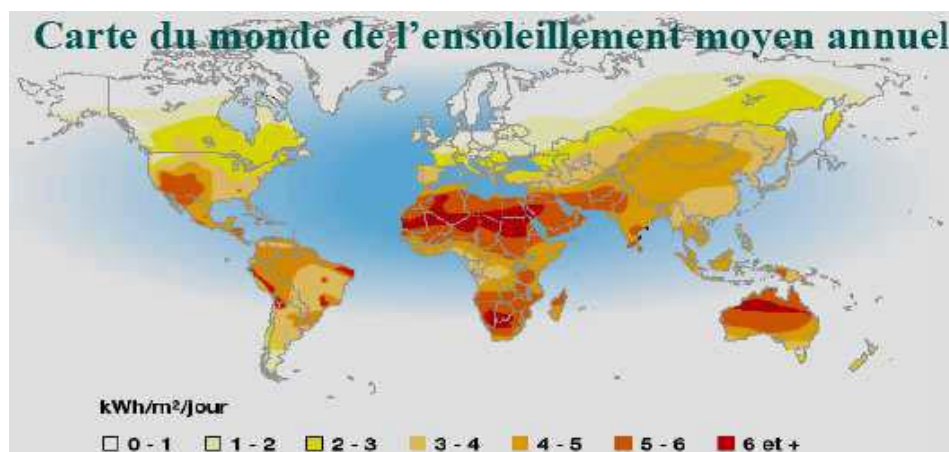 Carte du monde de l'ensoleillement moyen annuel
kWh/m²/jour
0 - 1 1 - 2 2 - 3 3 - 4 4 - 5 5 - 6 6 et +